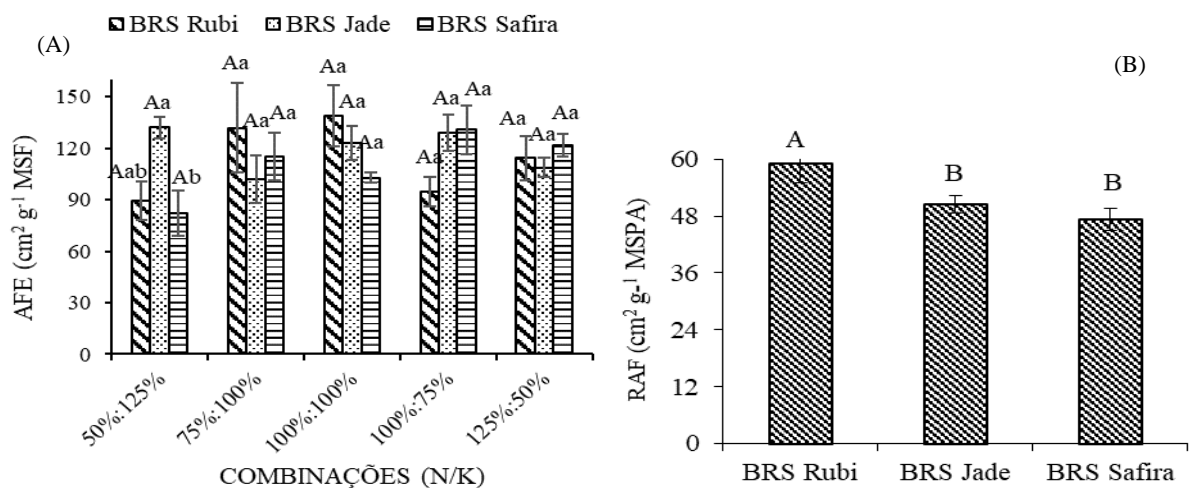 BRS Rubi BRS Jade BRS Safira
(A)
AFE (cm² g⁻¹ MSF)
150
120
90
60
30
0
Aab Aa Ab
Aa Aa Aa
Aa Aa Aa
Aa Aa Aa
Aa Aa Aa
50%:125%
75%:100%
100%:100%
100%:75%
125%:50%
COMBINAÇÕES (N/K)
(B)
RAF (cm² g-¹ MSPA)
60
48
36
24
12
0
A
B
B
BRS Rubi BRS Jade BRS Safira